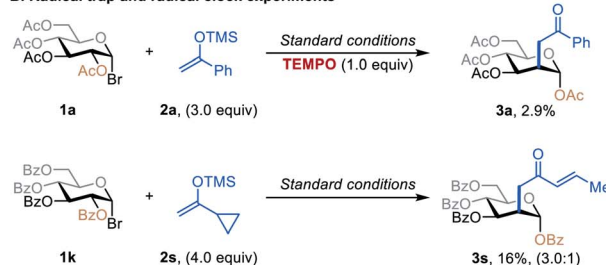 Radical trap and radical clock experiments
AcO AcO AcO AcO O Br
+
OTMS Ph
Standard conditions
TEMPO (1.0 equiv)
O Ph AcO AcO AcO O OAc
1a
2a, (3.0 equiv)
3a, 2.9%
BzO BzO BzO BzO O Br
+
OTMS
Standard conditions
O Me BzO BzO BzO O OBz
1k
2s, (4.0 equiv)
3s, 16%, (3.0:1)